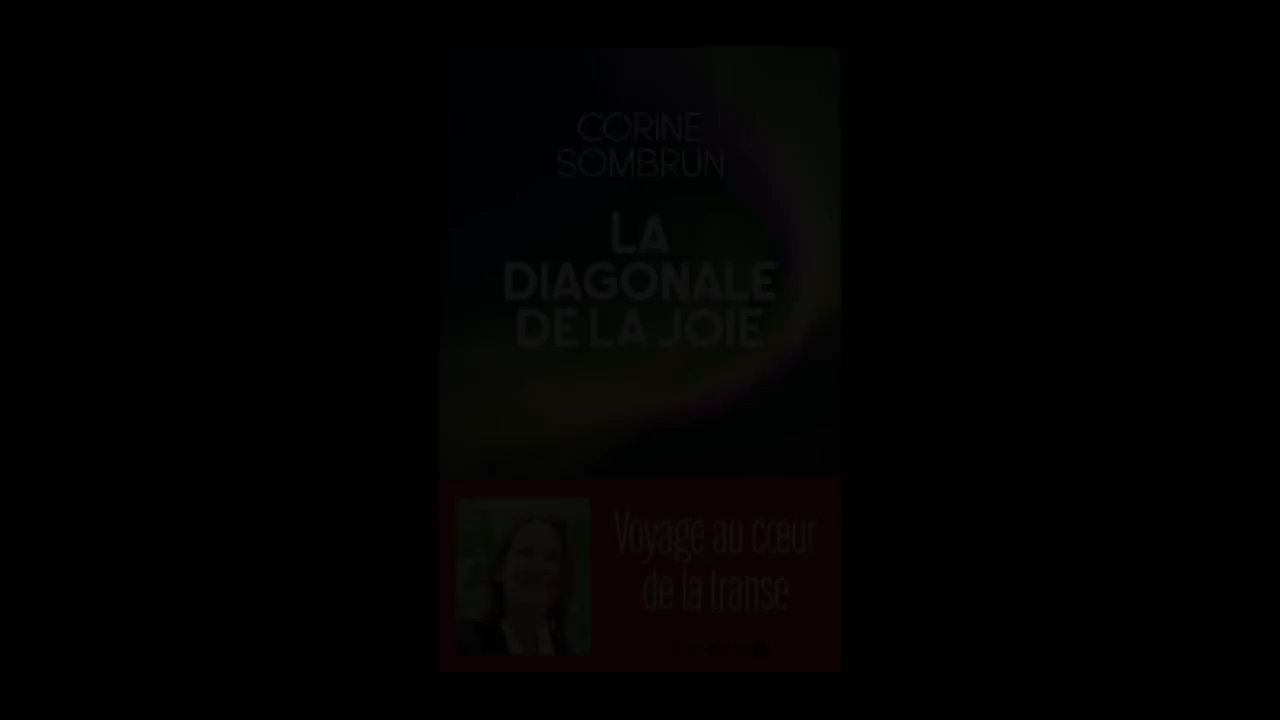 CORINE
SOMBRUN
LA
DIAGONALE
DE LA JOIE
Voyage au cœur
de la transe